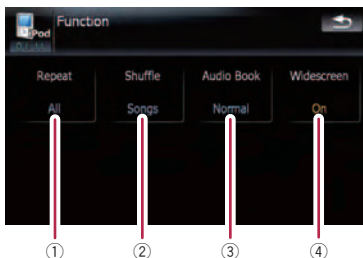 Function
iPod
Repeat Shuffle Audio Book Widescreen
All Songs Normal On
① ② ③ ④